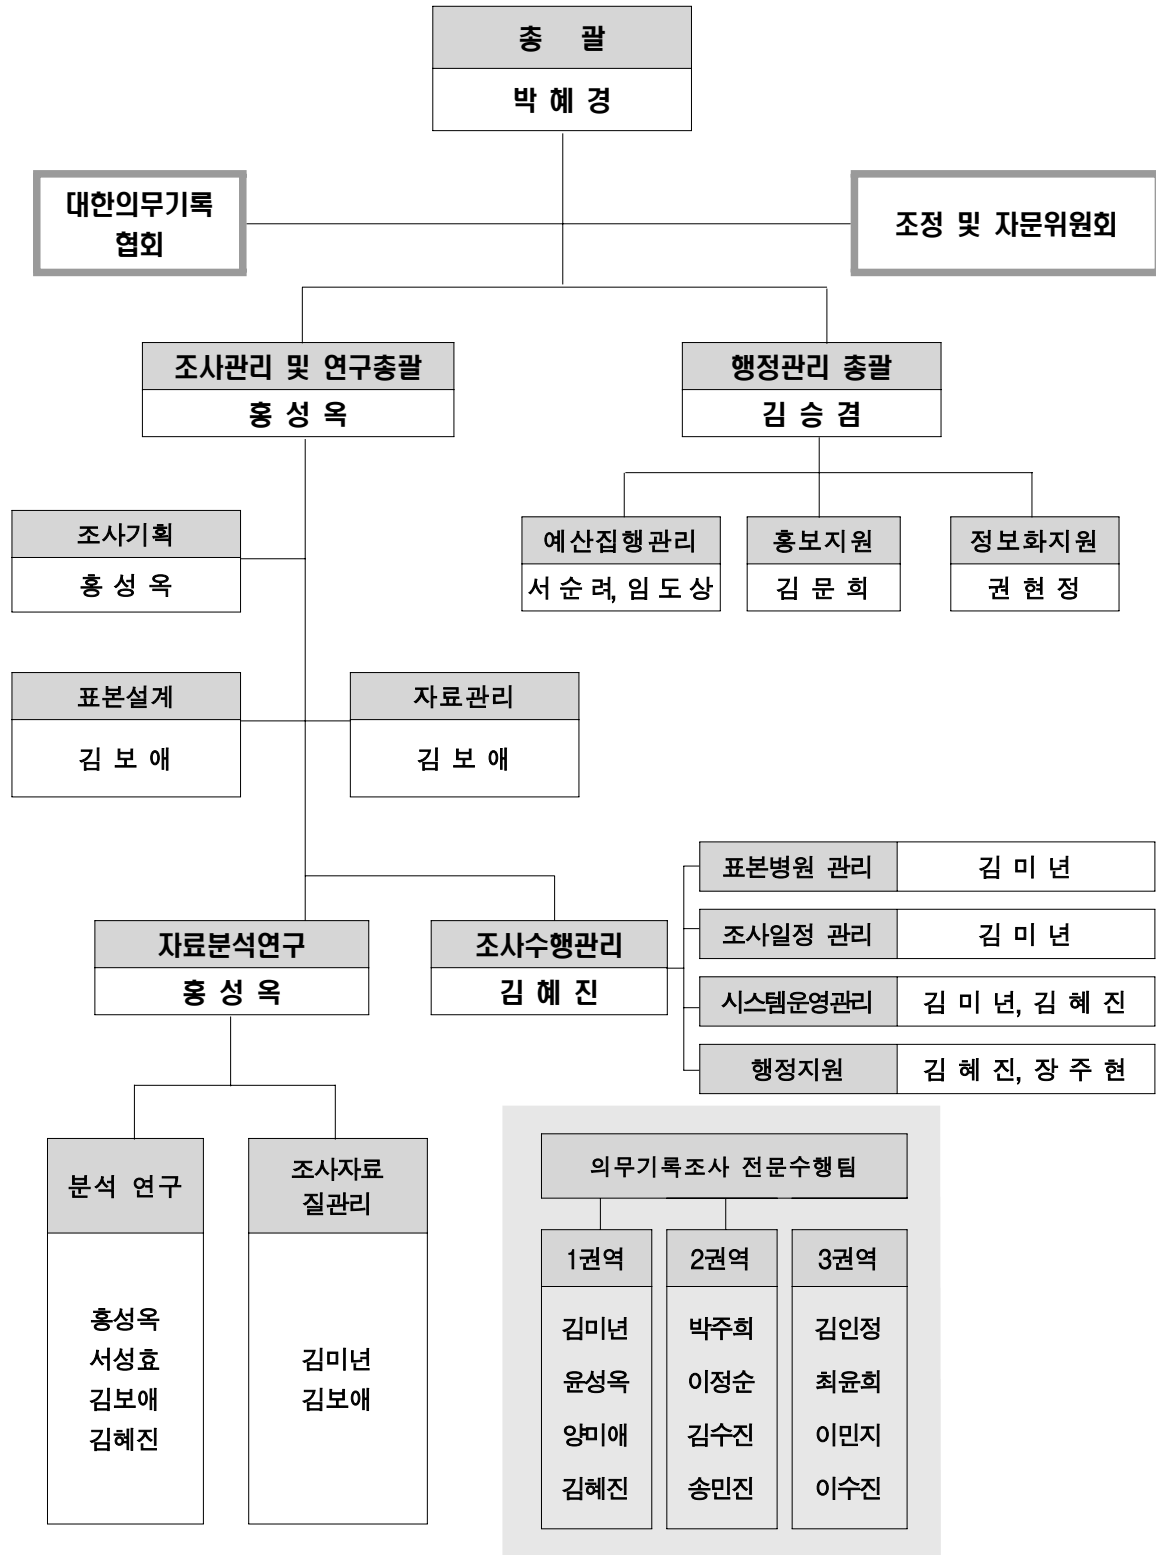 총 괄
박 혜 경
대한의무기록
협회
조정 및 자문위원회
조사관리 및 연구총괄
홍 성 옥
행정관리 총괄
김 승 겸
조사기획
홍 성 옥
예산집행관리
서 순 려, 임 도 상
홍보지원
김 문 희
정보화지원
권 현 정
표본설계
김 보 애
자료관리
김 보 애
표본병원 관리
김 미 년
조사일정 관리
김 미 년
시스템운영관리
김 미 년, 김 혜 진
행정지원
김 혜 진, 장 주 현
자료분석연구
홍 성 옥
조사수행관리
김 혜 진
분석 연구
홍성옥
서성효
김보애
김혜진
조사자료
질관리
김미년
김보애
의무기록조사 전문수행팀
1권역
김미년
윤성옥
양미애
김혜진
2권역
박주희
이정순
김수진
송민진
3권역
김인정
최윤희
이민지
이수진